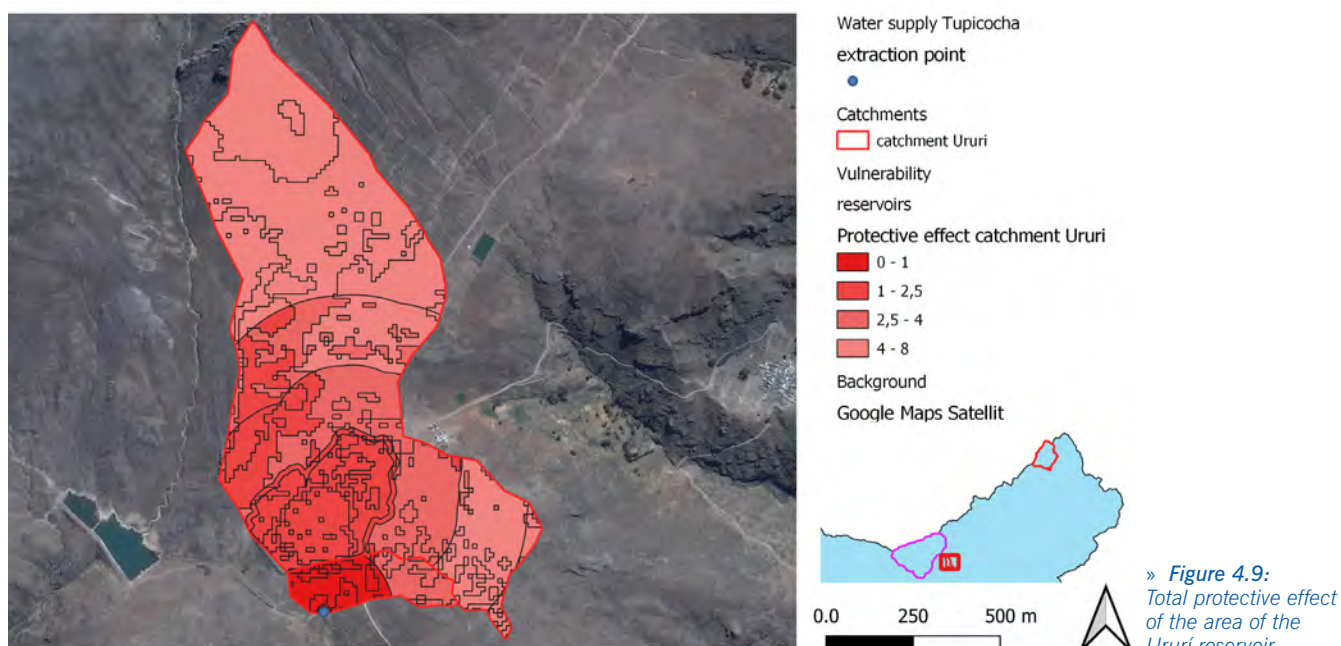 Water supply Tupicocha
extraction point
Catchments
catchment Ururi
Vulnerability
reservoirs
Protective effect catchment Ururi
0 - 1
1 - 2,5
2,5 - 4
4 - 8
Background
Google Maps Satellit
0.0 250 500 m
» Figure 4.9:
Total protective effect
of the area of the
Ururí reservoir